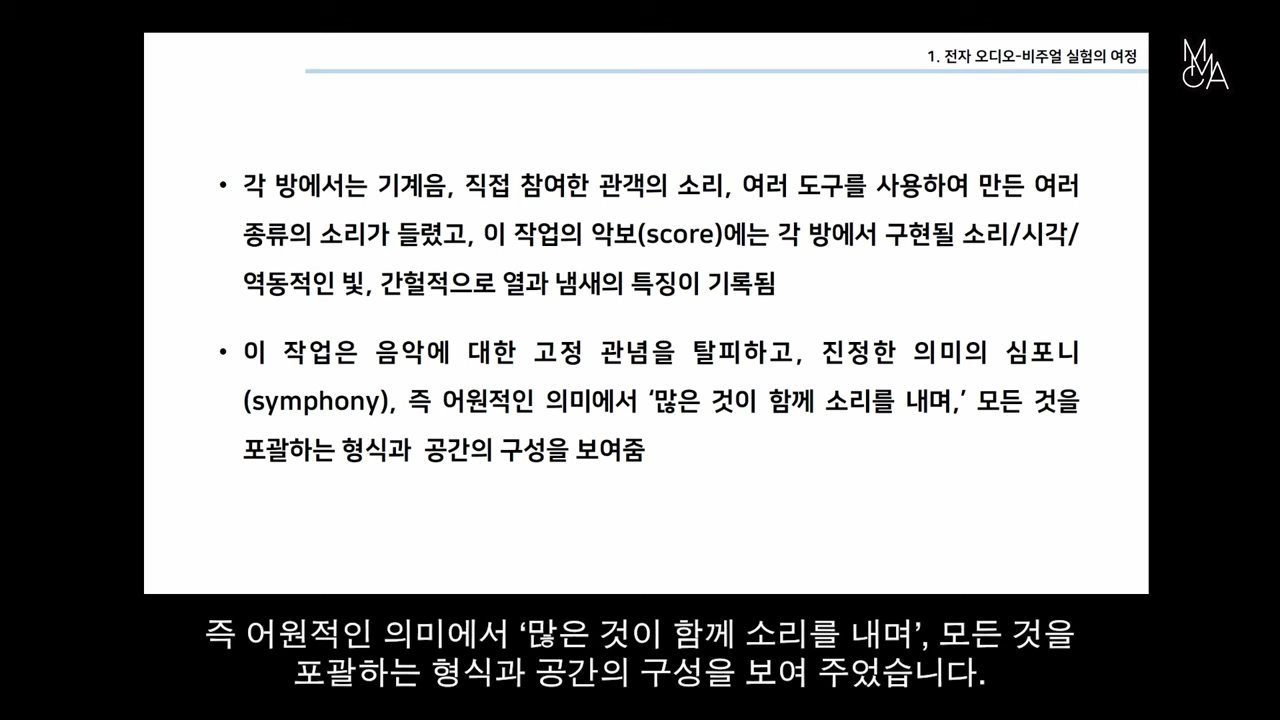 1. 전자 오디오-비주얼 실험의 여정
MMCA
• 각 방에서는 기계음, 직접 참여한 관객의 소리, 여러 도구를 사용하여 만든 여러
종류의 소리가 들렸고, 이 작업의 악보(score)에는 각 방에서 구현될 소리/시각/
역동적인 빛, 간헐적으로 열과 냄새의 특징이 기록됨
• 이 작업은 음악에 대한 고정 관념을 탈피하고, 진정한 의미의 심포니
(symphony), 즉 어원적인 의미에서 ‘많은 것이 함께 소리를 내며,’ 모든 것을
포괄하는 형식과 공간의 구성을 보여줌
즉 어원적인 의미에서 ‘많은 것이 함께 소리를 내며’, 모든 것을
포괄하는 형식과 공간의 구성을 보여 주었습니다.